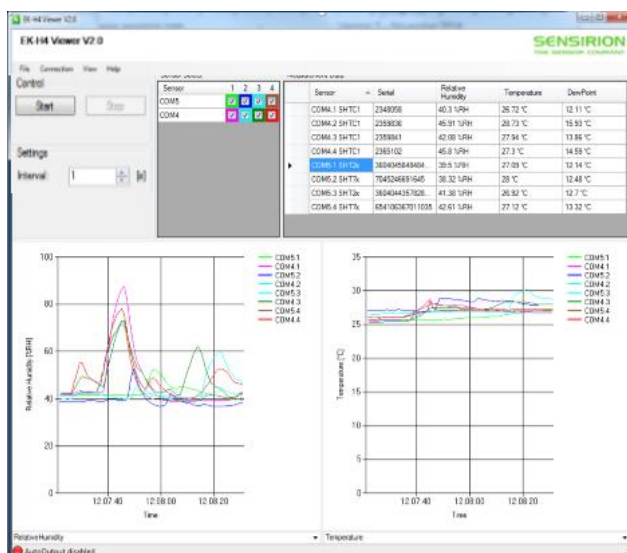 EK-H4 Viewer V2.0
EK-H4 Viewer V2.0
SENSIRION
THE SENSOR COMPANY
File Connection View Help
Control
Start Stop
Settings
Interval: 1 [s]
Sensor 1 2 3 4
COM5
COM4
Measurement Data
Sensor Serial Relative Humidity Temperature DewPoint
COM4.1 SHTC1 40.3 %RH 26.72 °C 12.11 °C
COM4.2 SHTC1 2359836 45.91 %RH 28.73 °C 15.93 °C
COM4.3 SHTC1 2359841 42.08 %RH 27.94 °C 13.86 °C
COM4.4 SHTC1 2365102 45.8 %RH 27.3 °C 14.59 °C
COM5.1 SHT2x 39.5 %RH 27.09 °C 12.14 °C
COM5.2 SHT7x 38.32 %RH 28 °C 12.48 °C
COM5.3 SHT2x 41.38 %RH 26.92 °C 12.7 °C
COM5.4 SHT7x 42.61 %RH 27.12 °C 13.32 °C
100
80
60
40
20
0
Relative Humidity [%RH]
12:07:40 12:08:00 12:08:20
Time
COM5.1
COM4.1
COM5.2
COM4.2
COM5.3
COM4.3
COM5.4
COM4.4
35
30
25
20
15
10
5
0
Temperature [°C]
12:07:40 12:08:00 12:08:20
Time
COM5.1
COM4.1
COM5.2
COM4.2
COM5.3
COM4.3
COM5.4
COM4.4
RelativeHumidity
Temperature
AutoOutput disabled